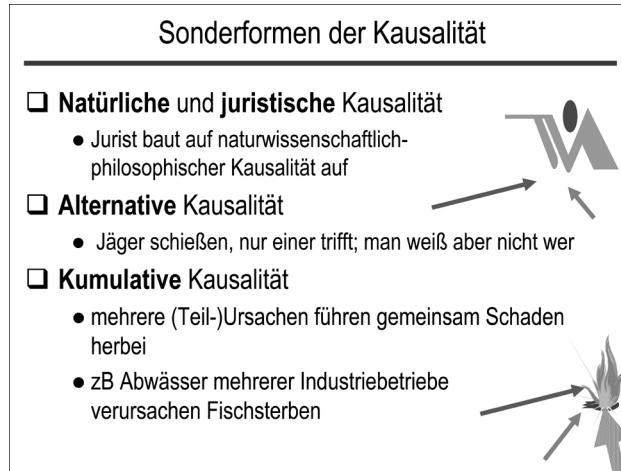 Sonderformen der Kausalität
❑ Natürliche und juristische Kausalität
● Jurist baut auf naturwissenschaftlich-
philosophischer Kausalität auf
❑ Alternative Kausalität
● Jäger schießen, nur einer trifft; man weiß aber nicht wer
❑ Kumulative Kausalität
● mehrere (Teil-)Ursachen führen gemeinsam Schaden
herbei
● zB Abwässer mehrerer Industriebetriebe
verursachen Fischsterben